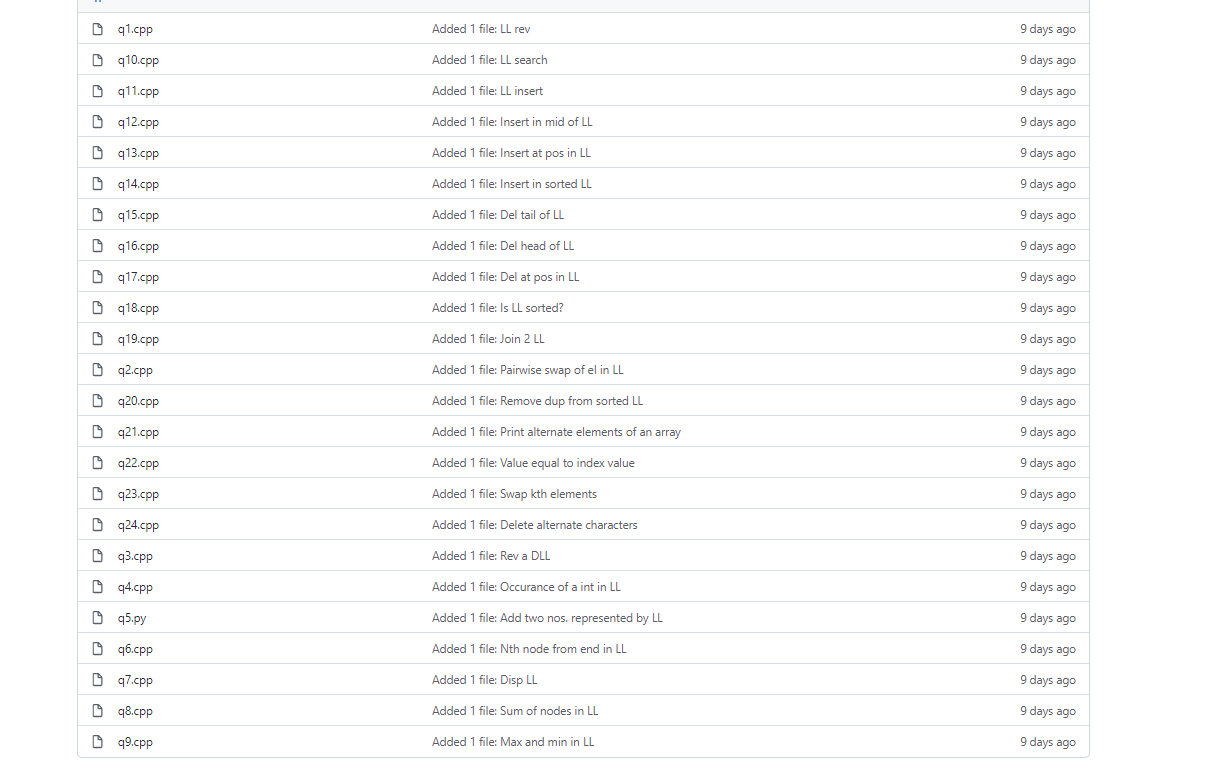 q1.cpp Added 1 file: LL rev 9 days ago
q10.cpp Added 1 file: LL search 9 days ago
q11.cpp Added 1 file: LL insert 9 days ago
q12.cpp Added 1 file: Insert in mid of LL 9 days ago
q13.cpp Added 1 file: Insert at pos in LL 9 days ago
q14.cpp Added 1 file: Insert in sorted LL 9 days ago
q15.cpp Added 1 file: Del tail of LL 9 days ago
q16.cpp Added 1 file: Del head of LL 9 days ago
q17.cpp Added 1 file: Del at pos in LL 9 days ago
q18.cpp Added 1 file: Is LL sorted? 9 days ago
q19.cpp Added 1 file: Join 2 LL 9 days ago
q2.cpp Added 1 file: Pairwise swap of el in LL 9 days ago
q20.cpp Added 1 file: Remove dup from sorted LL 9 days ago
q21.cpp Added 1 file: Print alternate elements of an array 9 days ago
q22.cpp Added 1 file: Value equal to index value 9 days ago
q23.cpp Added 1 file: Swap kth elements 9 days ago
q24.cpp Added 1 file: Delete alternate characters 9 days ago
q3.cpp Added 1 file: Rev a DLL 9 days ago
q4.cpp Added 1 file: Occurance of a int in LL 9 days ago
q5.py Added 1 file: Add two nos. represented by LL 9 days ago
q6.cpp Added 1 file: Nth node from end in LL 9 days ago
q7.cpp Added 1 file: Disp LL 9 days ago
q8.cpp Added 1 file: Sum of nodes in LL 9 days ago
q9.cpp Added 1 file: Max and min in LL 9 days ago